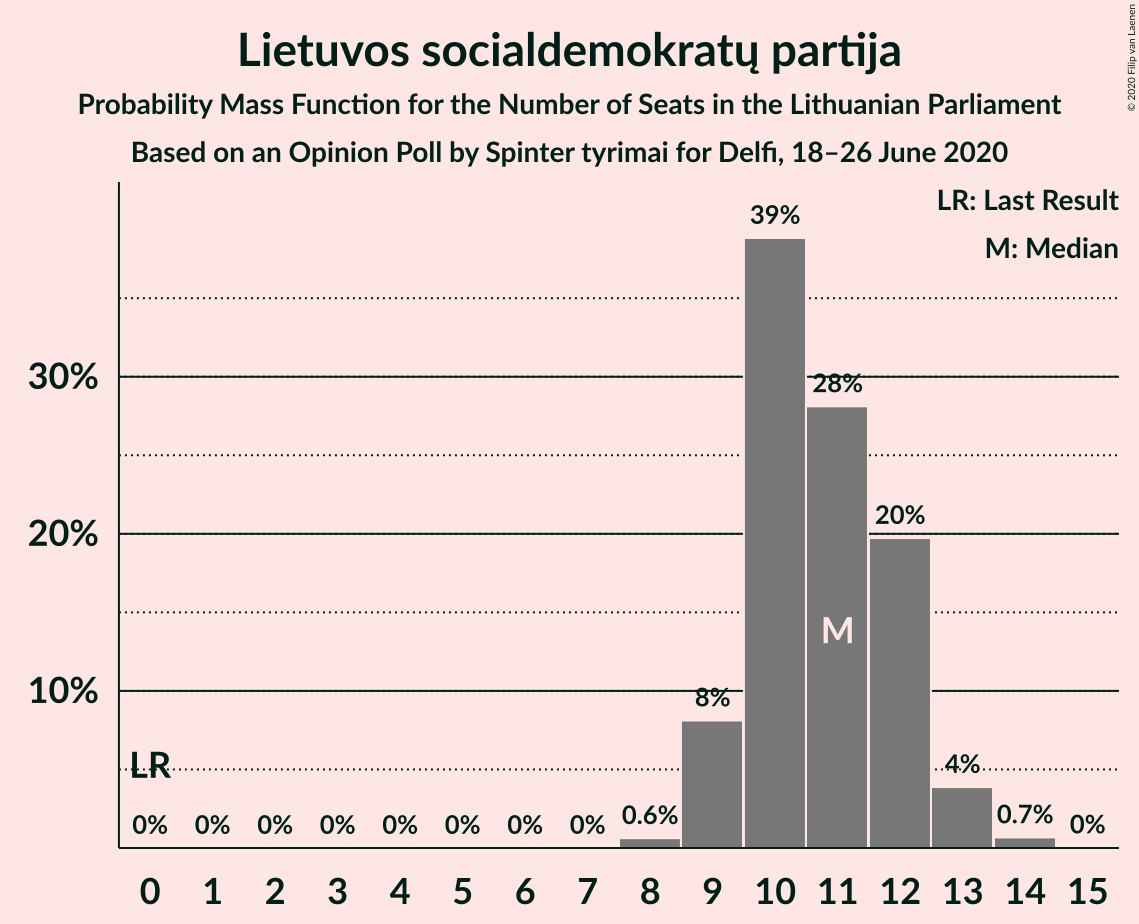 Lietuvos socialdemokratų partija
Probability Mass Function for the Number of Seats in the Lithuanian Parliament
Based on an Opinion Poll by Spinter tyrimai for Delfi, 18–26 June 2020
© 2020 Filip van Laenen
LR: Last Result
M: Median
39%
30%
28%
20%
20%
M
10%
8%
LR
4%
0% 0% 0% 0% 0% 0% 0% 0% 0.6% 0.7% 0%
0 1 2 3 4 5 6 7 8 9 10 11 12 13 14 15